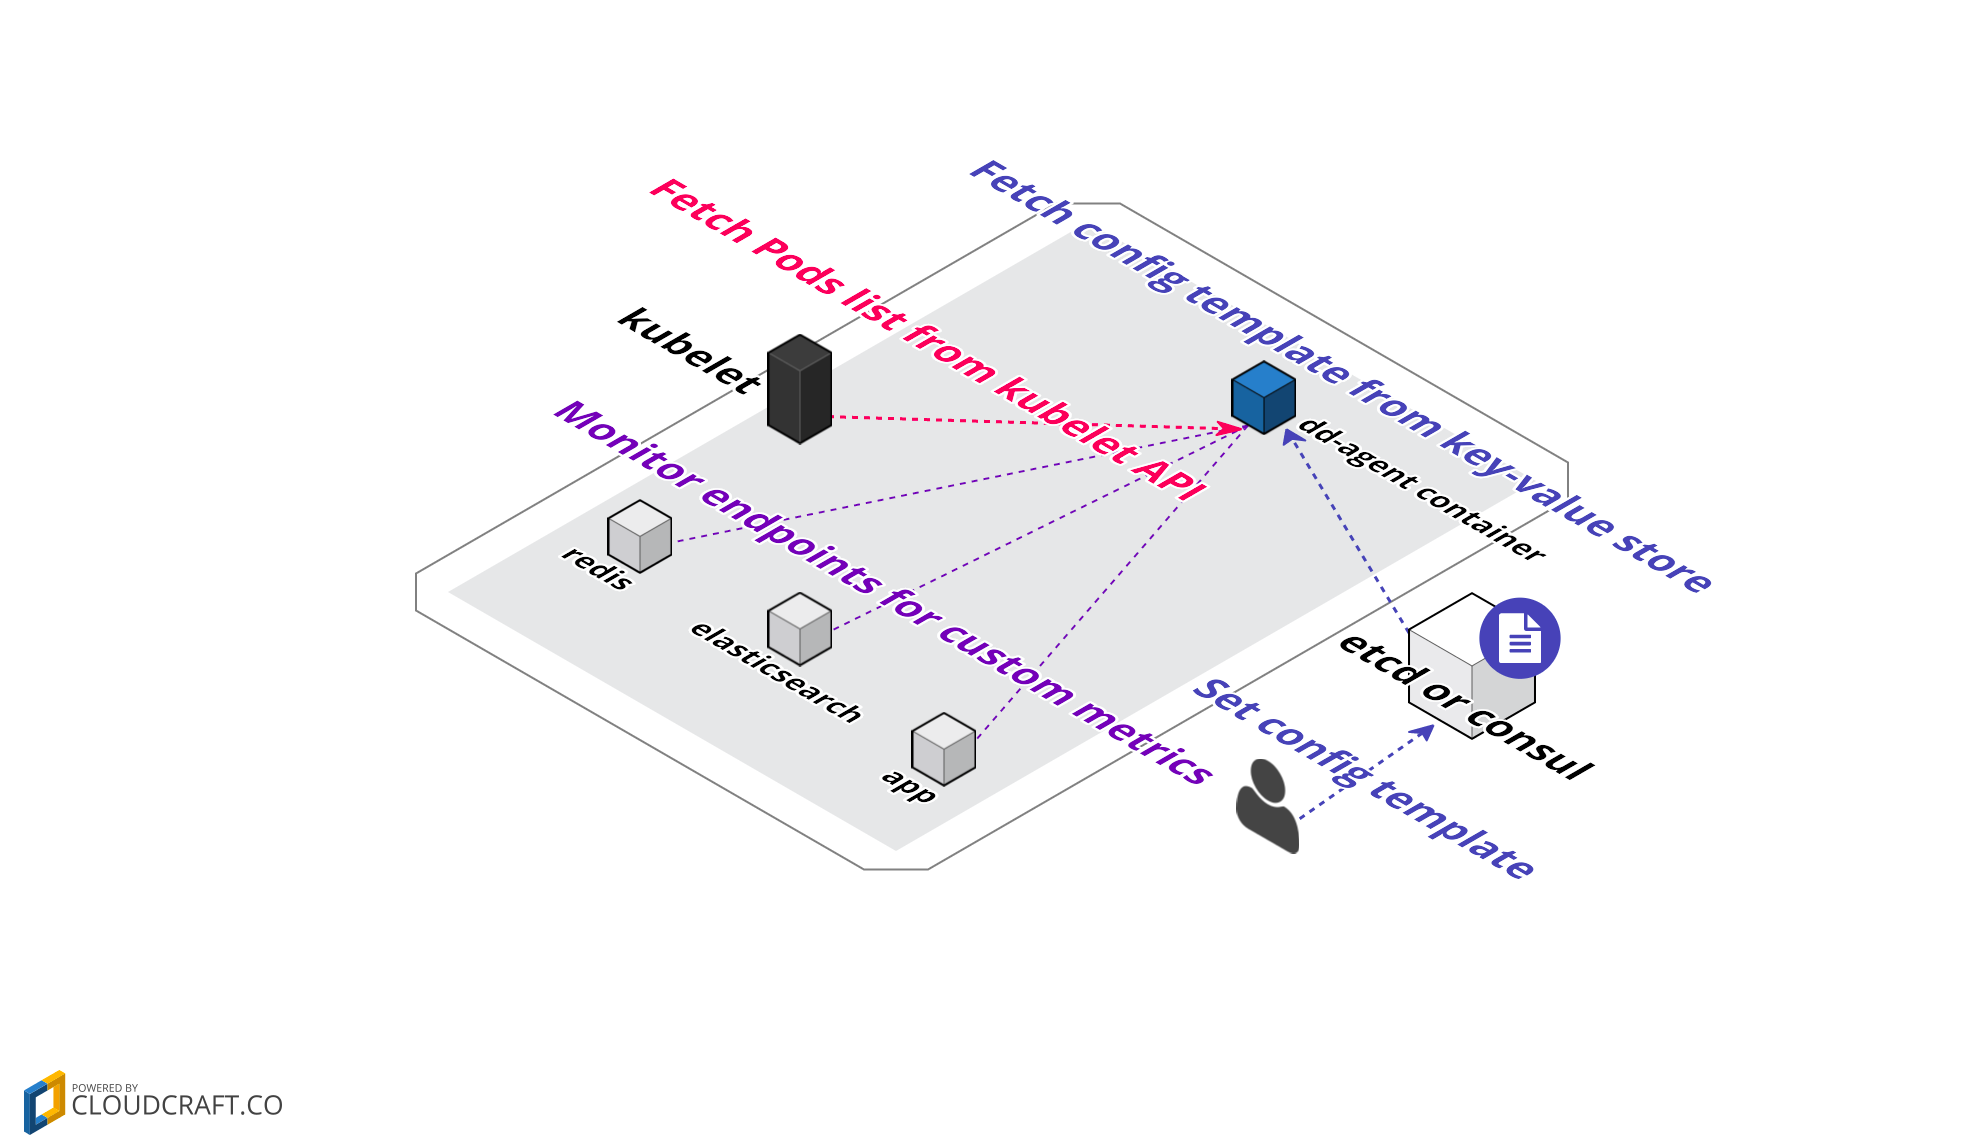 Fetch config template from key-value store
Fetch Pods list from kubelet API
kubelet
Monitor endpoints for custom metrics
dd-agent container
redis
elasticsearch
app
etcd or consul
Set config template
POWERED BY
CLOUDCRAFT.CO